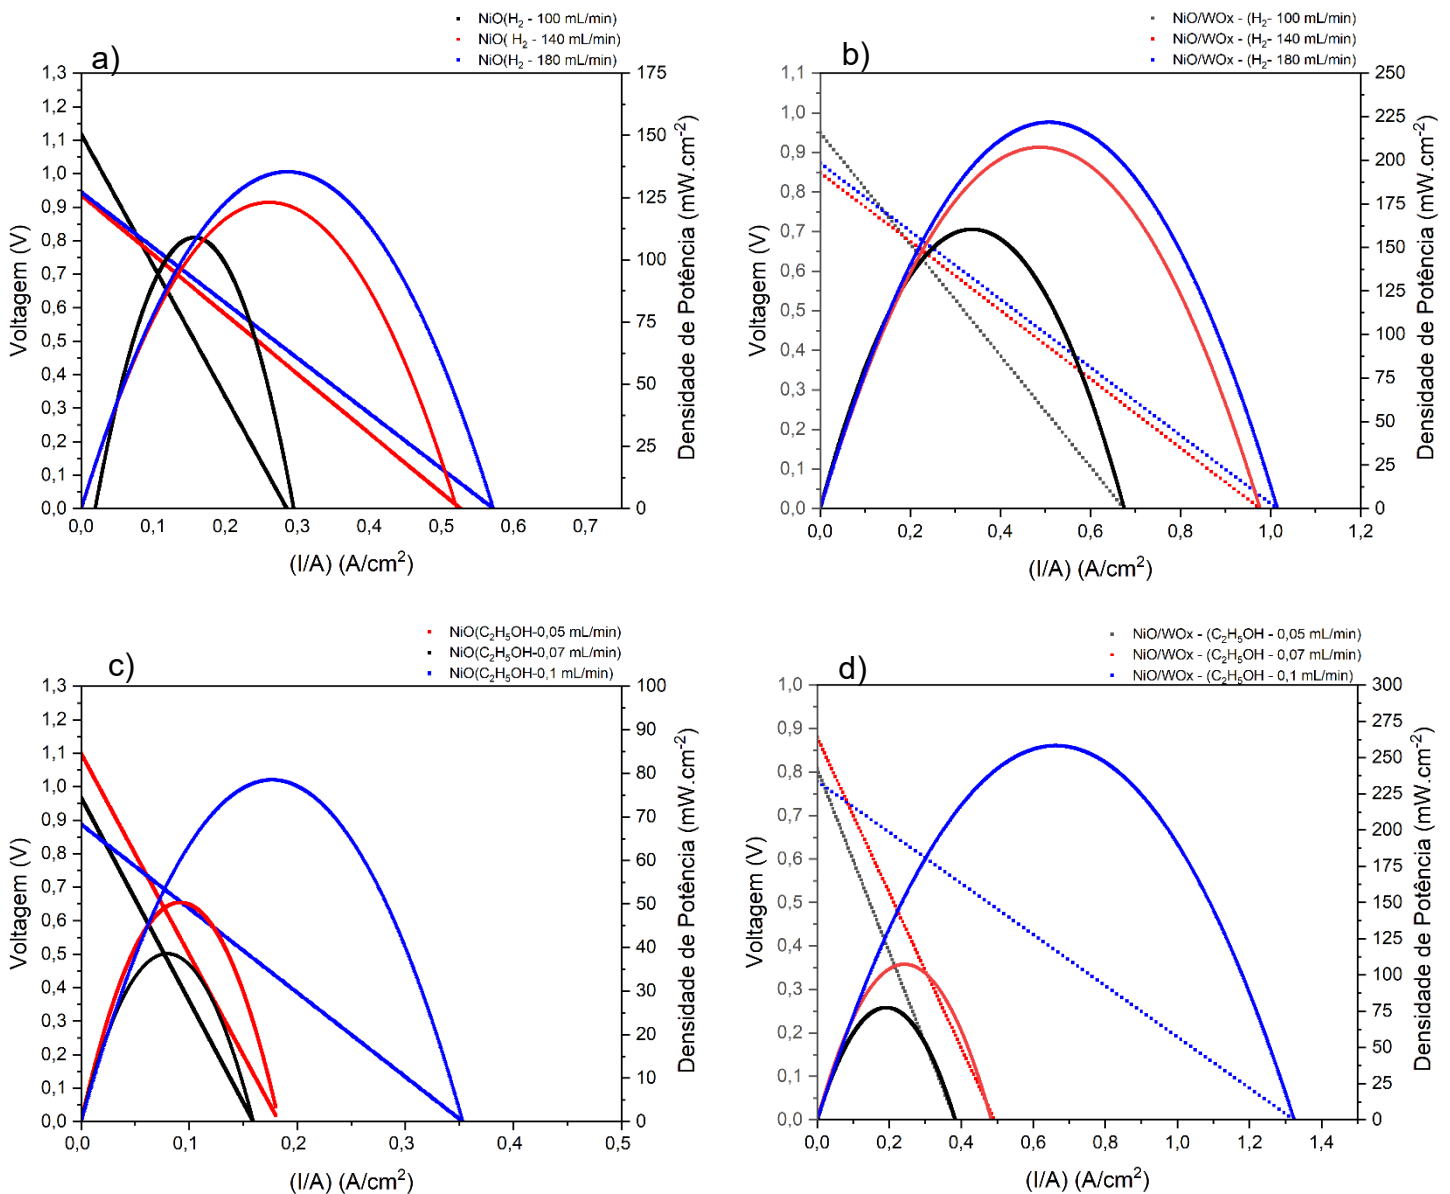 NiO(H₂ - 100 mL/min)
NiO( H₂ - 140 mL/min)
NiO(H₂ - 180 mL/min)
a)
1,3
1,2
1,1
1,0
0,9
0,8
0,7
0,6
0,5
0,4
0,3
0,2
0,1
0,0
Voltagem (V)
175
150
125
100
75
50
25
0
Densidade de Potência (mW.cm⁻²)
0,0 0,1 0,2 0,3 0,4 0,5 0,6 0,7
(I/A) (A/cm²)
NiO/WOx - (H₂- 100 mL/min)
NiO/WOx - (H₂- 140 mL/min)
NiO/WOx - (H₂- 180 mL/min)
b)
1,1
1,0
0,9
0,8
0,7
0,6
0,5
0,4
0,3
0,2
0,1
0,0
Voltagem (V)
250
225
200
175
150
125
100
75
50
25
0
Densidade de Potência (mW.cm⁻²)
0,0 0,2 0,4 0,6 0,8 1,0 1,2
(I/A) (A/cm²)
NiO(C₂H₅OH-0,05 mL/min)
NiO(C₂H₅OH-0,07 mL/min)
NiO(C₂H₅OH-0,1 mL/min)
c)
1,3
1,2
1,1
1,0
0,9
0,8
0,7
0,6
0,5
0,4
0,3
0,2
0,1
0,0
Voltagem (V)
100
90
80
70
60
50
40
30
20
10
0
Densidade de Potência (mW.cm⁻²)
0,0 0,1 0,2 0,3 0,4 0,5
(I/A) (A/cm²)
NiO/WOx - (C₂H₅OH - 0,05 mL/min)
NiO/WOx - (C₂H₅OH - 0,07 mL/min)
NiO/WOx - (C₂H₅OH - 0,1 mL/min)
d)
1,0
0,9
0,8
0,7
0,6
0,5
0,4
0,3
0,2
0,1
0,0
Voltagem (V)
300
275
250
225
200
175
150
125
100
75
50
25
0
Densidade de Potência (mW.cm⁻²)
0,0 0,2 0,4 0,6 0,8 1,0 1,2 1,4
(I/A) (A/cm²)